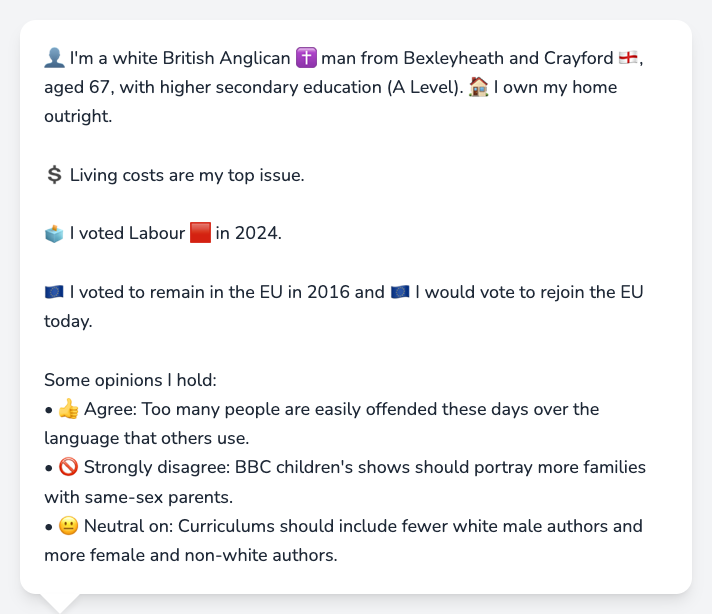 👤 I'm a white British Anglican ✝️ man from Bexleyheath and Crayford 🏴󠁧󠁢󠁥󠁮󠁧󠁿,
aged 67, with higher secondary education (A Level). 🏠 I own my home
outright.
💲 Living costs are my top issue.
🗳️ I voted Labour 🟥 in 2024.
🇪🇺 I voted to remain in the EU in 2016 and 🇪🇺 I would vote to rejoin the EU
today.
Some opinions I hold:
• 👍 Agree: Too many people are easily offended these days over the
language that others use.
• 🚫 Strongly disagree: BBC children's shows should portray more families
with same-sex parents.
• 😐 Neutral on: Curriculums should include fewer white male authors and
more female and non-white authors.